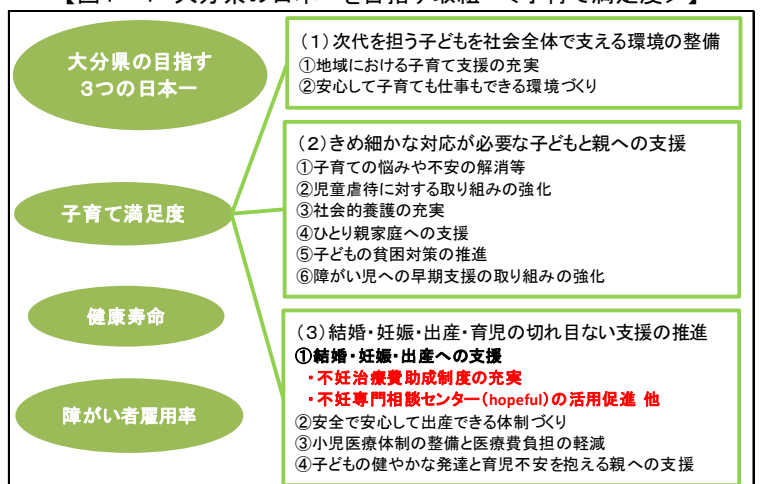 大分県の目指す
3つの日本一
子育て満足度
健康寿命
障がい者雇用率
（１）次代を担う子どもを社会全体で支える環境の整備
①地域における子育て支援の充実
②安心して子育ても仕事もできる環境づくり
（２）きめ細かな対応が必要な子どもと親への支援
①子育ての悩みや不安の解消等
②児童虐待に対する取り組みの強化
③社会的養護の充実
④ひとり親家庭への支援
⑤子どもの貧困対策の推進
⑥障がい児への早期支援の取り組みの強化
（３）結婚・妊娠・出産・育児の切れ目ない支援の推進
①結婚・妊娠・出産への支援
・不妊治療費助成制度の充実
・不妊専門相談センター（hopeful）の活用促進 他
②安全で安心して出産できる体制づくり
③小児医療体制の整備と医療費負担の軽減
④子どもの健やかな発達と育児不安を抱える親への支援